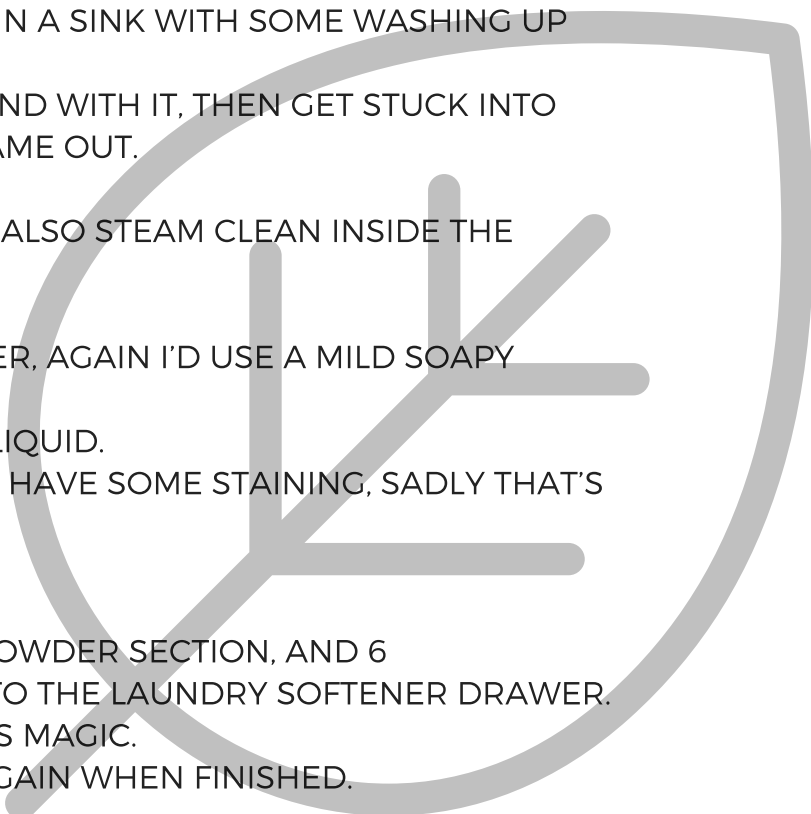 N A SINK WITH SOME WASHING UP
ND WITH IT, THEN GET STUCK INTO
AME OUT.
ALSO STEAM CLEAN INSIDE THE
ER, AGAIN I'D USE A MILD SOAPY
LIQUID.
HAVE SOME STAINING, SADLY THAT'S
OWDER SECTION, AND 6
TO THE LAUNDRY SOFTENER DRAWER.
S MAGIC.
GAIN WHEN FINISHED.